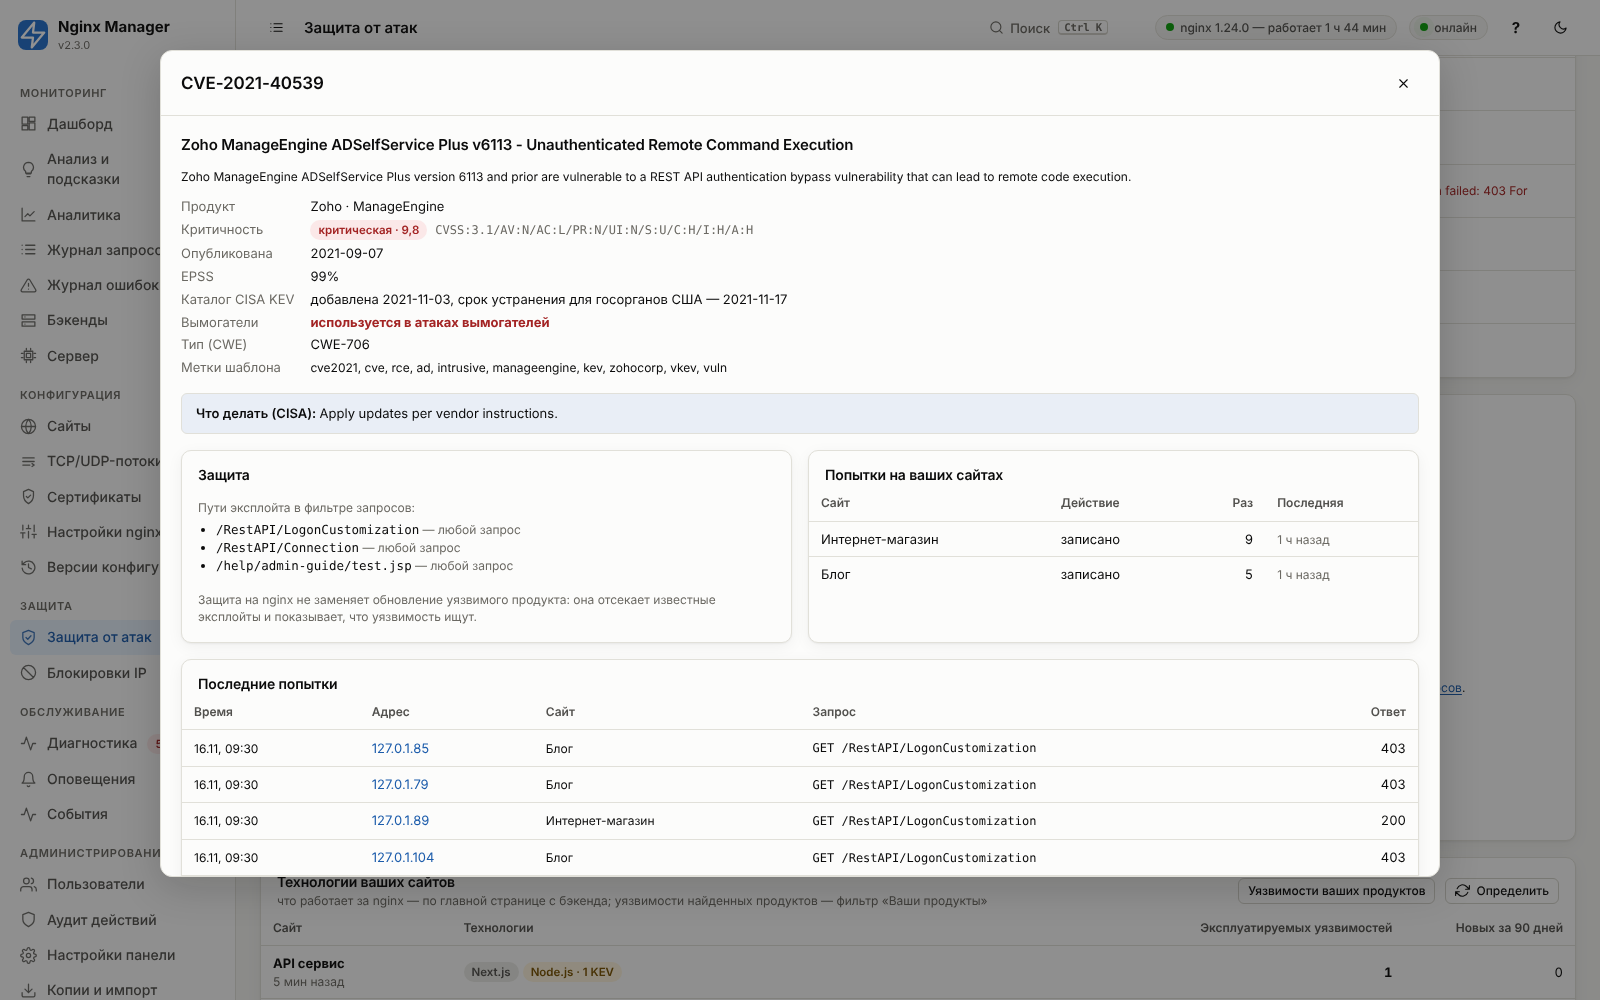 Nginx Manager
v2.3.0
Защита от атак
Поиск Ctrl K
nginx 1.24.0 — работает 1 ч 44 мин
онлайн
?
МОНИТОРИНГ
Дашборд
Анализ и
подсказки
Аналитика
Журнал запросо
Журнал ошибок
Бэкенды
Сервер
КОНФИГУРАЦИЯ
Сайты
TCP/UDP-потоки
Сертификаты
Настройки nginx
Версии конфигу
ЗАЩИТА
Защита от атак
Блокировки IP
ОБСЛУЖИВАНИЕ
Диагностика 5
Оповещения
События
АДМИНИСТРИРОВАНИ
Пользователи
Аудит действий
Настройки панели
Копии и импорт
CVE-2021-40539
Zoho ManageEngine ADSelfService Plus v6113 - Unauthenticated Remote Command Execution
Zoho ManageEngine ADSelfService Plus version 6113 and prior are vulnerable to a REST API authentication bypass vulnerability that can lead to remote code execution.
Продукт Zoho · ManageEngine
Критичность критическая · 9,8 CVSS:3.1/AV:N/AC:L/PR:N/UI:N/S:U/C:H/I:H/A:H
Опубликована 2021-09-07
EPSS 99%
Каталог CISA KEV добавлена 2021-11-03, срок устранения для госорганов США — 2021-11-17
Вымогатели используется в атаках вымогателей
Тип (CWE) CWE-706
Метки шаблона cve2021, cve, rce, ad, intrusive, manageengine, kev, zohocorp, vkev, vuln
Что делать (CISA): Apply updates per vendor instructions.
Защита
Пути эксплойта в фильтре запросов:
• /RestAPI/LogonCustomization — любой запрос
• /RestAPI/Connection — любой запрос
• /help/admin-guide/test.jsp — любой запрос
Защита на nginx не заменяет обновление уязвимого продукта: она отсекает известные
эксплойты и показывает, что уязвимость ищут.
Попытки на ваших сайтах
Сайт Действие Раз Последняя
Интернет-магазин записано 9 1 ч назад
Блог записано 5 1 ч назад
Последние попытки
Время Адрес Сайт Запрос Ответ
16.11, 09:30 127.0.1.85 Блог GET /RestAPI/LogonCustomization 403
16.11, 09:30 127.0.1.79 Блог GET /RestAPI/LogonCustomization 403
16.11, 09:30 127.0.1.89 Интернет-магазин GET /RestAPI/LogonCustomization 200
16.11, 09:30 127.0.1.104 Блог GET /RestAPI/LogonCustomization 403
failed: 403 For
сов.
Технологии ваших сайтов
что работает за nginx — по главной странице с бэкенда; уязвимости найденных продуктов — фильтр «Ваши продукты»
Уязвимости ваших продуктов
Определить
Сайт Технологии Эксплуатируемых уязвимостей Новых за 90 дней
API сервис Next.js Node.js · 1 KEV 1 0
5 мин назад